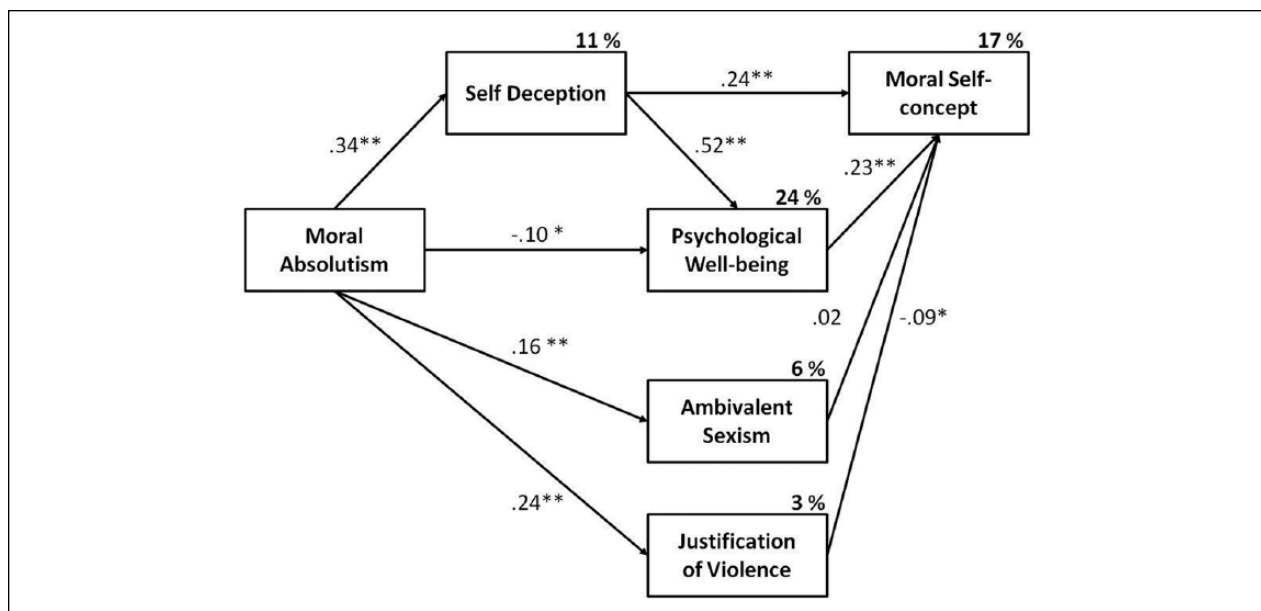 11 %
Self Deception
.24**
17 %
Moral Self-
concept
.34**
.52**
.23**
Moral
Absolutism
-.10 *
24 %
Psychological
Well-being
.16 **
.02
-.09*
6 %
Ambivalent
Sexism
.24**
3 %
Justification
of Violence